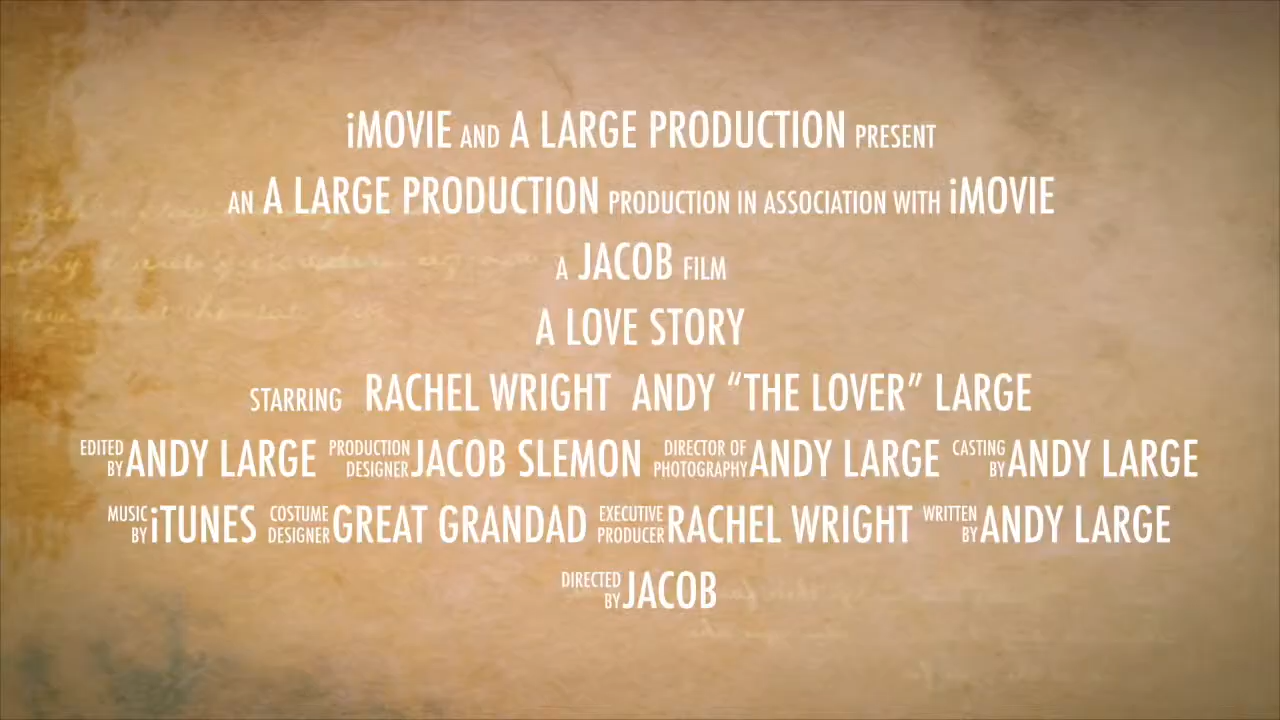 iMOVIE AND A LARGE PRODUCTION PRESENT
AN A LARGE PRODUCTION PRODUCTION IN ASSOCIATION WITH iMOVIE
A JACOB FILM
A LOVE STORY
STARRING RACHEL WRIGHT ANDY “THE LOVER” LARGE
EDITED BY ANDY LARGE PRODUCTION DESIGNER JACOB SLEMON DIRECTOR OF PHOTOGRAPHY ANDY LARGE CASTING BY ANDY LARGE
MUSIC BY iTUNES COSTUME DESIGNER GREAT GRANDAD EXECUTIVE PRODUCER RACHEL WRIGHT WRITTEN BY ANDY LARGE
DIRECTED BY JACOB